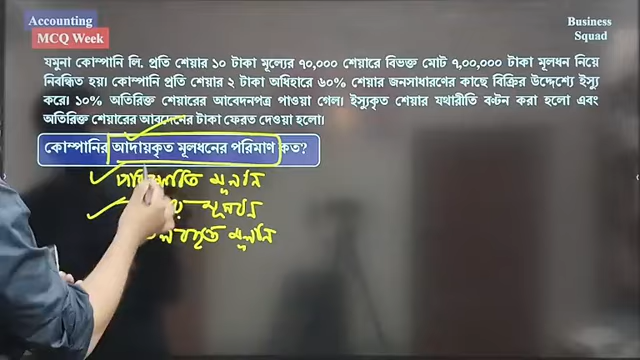 Accounting
MCQ Week
Business
Squad
যমুনা কোম্পানি লি. প্রতি শেয়ার ১০ টাকা মূল্যের ৭০,০০০ শেয়ারে বিভক্ত মোট ৭,০০,০০০ টাকা মূলধন নিয়ে
নিবন্ধিত হয়। কোম্পানি প্রতি শেয়ার ২ টাকা অধিহারে ৬০% শেয়ার জনসাধারণের কাছে বিক্রির উদ্দেশ্যে ইস্যু
করে। ১০% অতিরিক্ত শেয়ারের আবেদনপত্র পাওয়া গেল। ইস্যুকৃত শেয়ার যথারীতি বণ্টন করা হলো এবং
অতিরিক্ত শেয়ারের আবেদনের টাকা ফেরত দেওয়া হলো।
কোম্পানির আদায়কৃত মূলধনের পরিমাণ কত?
মূলধন
মূলধন
মূলধন